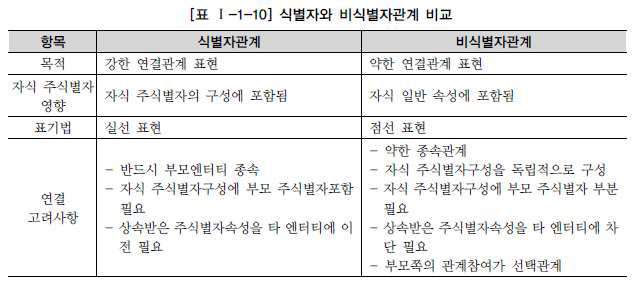 [표 Ⅰ-1-10] 식별자와 비식별자관계 비교
항목 식별자관계 비식별자관계
목적 강한 연결관계 표현 약한 연결관계 표현
자식 주식별자
영향
자식 주식별자의 구성에 포함됨 자식 일반 속성에 포함됨
표기법 실선 표현 점선 표현
연결
고려사항
- 반드시 부모엔터티 종속
- 자식 주식별자구성에 부모 주식별자포함
필요
- 상속받은 주식별자속성을 타 엔터티에 이
전 필요
- 약한 종속관계
- 자식 주식별자구성을 독립적으로 구성
- 자식 주식별자구성에 부모 주식별자 부분
필요
- 상속받은 주식별자속성을 타 엔터티에 차
단 필요
- 부모쪽의 관계참여가 선택관계